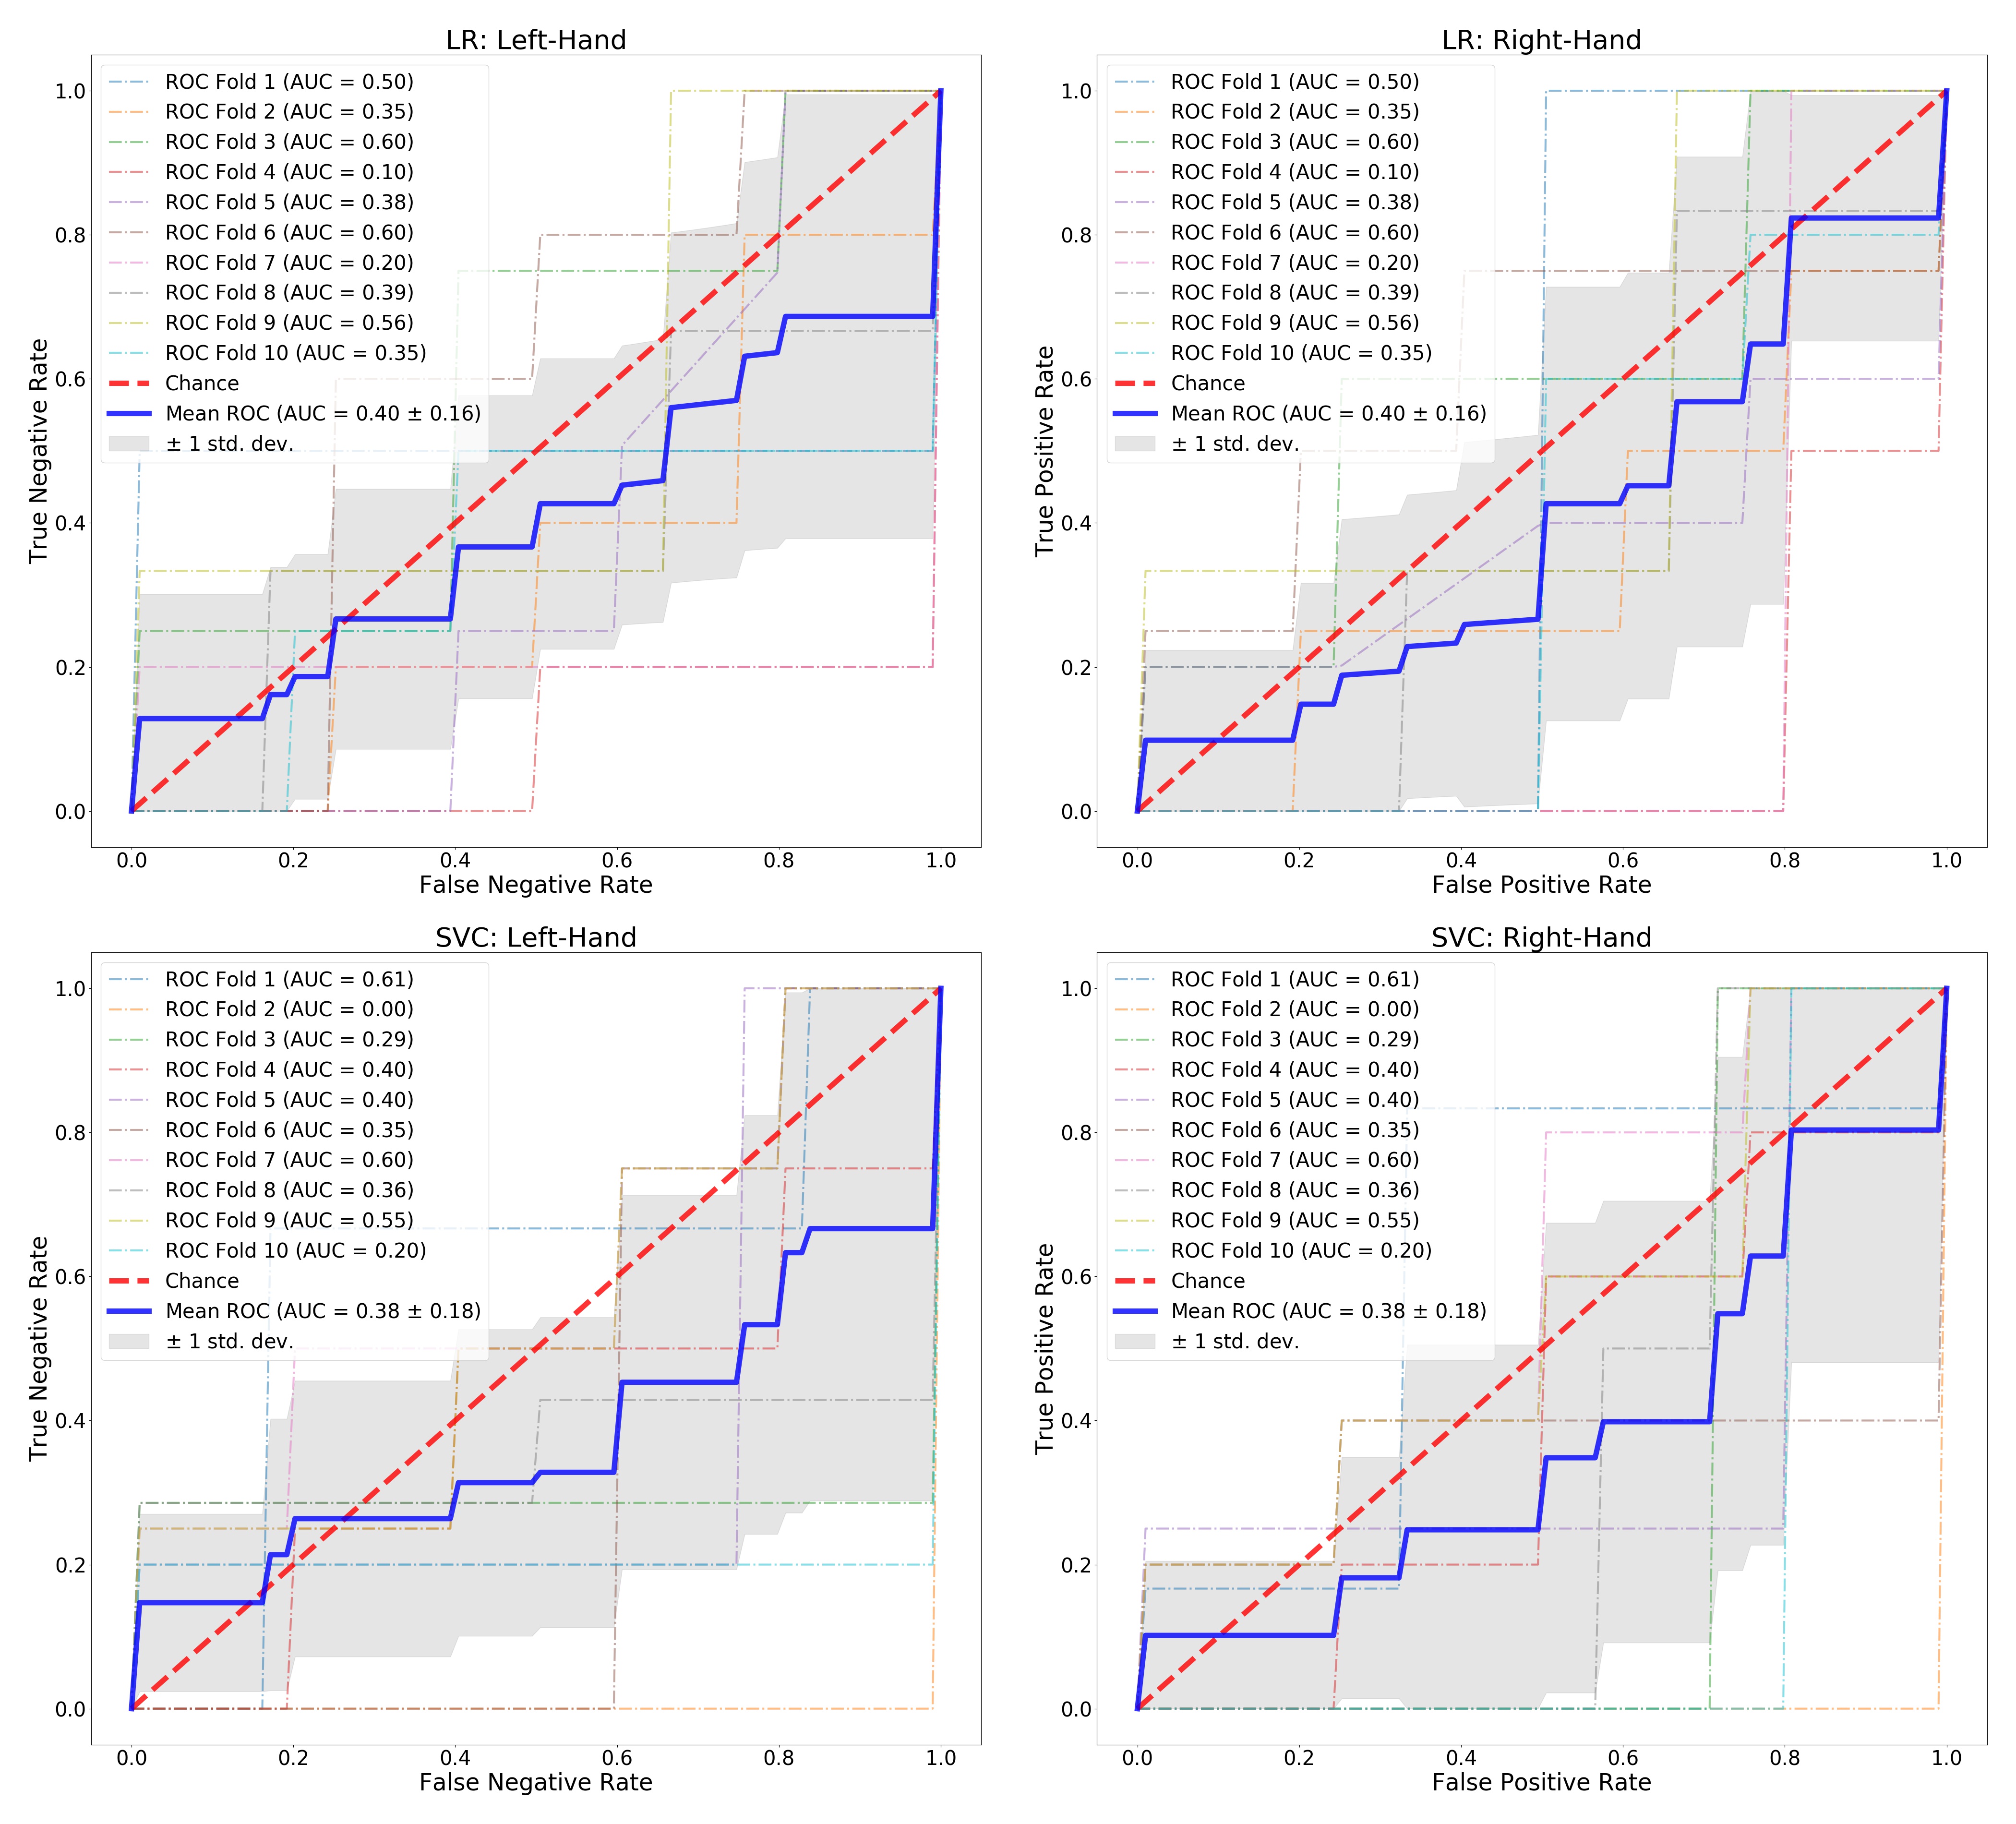 LR: Left-Hand
True Negative Rate
1.0
0.8
0.6
0.4
0.2
0.0
ROC Fold 1 (AUC = 0.50)
ROC Fold 2 (AUC = 0.35)
ROC Fold 3 (AUC = 0.60)
ROC Fold 4 (AUC = 0.10)
ROC Fold 5 (AUC = 0.38)
ROC Fold 6 (AUC = 0.60)
ROC Fold 7 (AUC = 0.20)
ROC Fold 8 (AUC = 0.39)
ROC Fold 9 (AUC = 0.56)
ROC Fold 10 (AUC = 0.35)
Chance
Mean ROC (AUC = 0.40 ± 0.16)
± 1 std. dev.
0.0 0.2 0.4 0.6 0.8 1.0
False Negative Rate
LR: Right-Hand
True Positive Rate
1.0
0.8
0.6
0.4
0.2
0.0
ROC Fold 1 (AUC = 0.50)
ROC Fold 2 (AUC = 0.35)
ROC Fold 3 (AUC = 0.60)
ROC Fold 4 (AUC = 0.10)
ROC Fold 5 (AUC = 0.38)
ROC Fold 6 (AUC = 0.60)
ROC Fold 7 (AUC = 0.20)
ROC Fold 8 (AUC = 0.39)
ROC Fold 9 (AUC = 0.56)
ROC Fold 10 (AUC = 0.35)
Chance
Mean ROC (AUC = 0.40 ± 0.16)
± 1 std. dev.
0.0 0.2 0.4 0.6 0.8 1.0
False Positive Rate
SVC: Left-Hand
True Negative Rate
1.0
0.8
0.6
0.4
0.2
0.0
ROC Fold 1 (AUC = 0.61)
ROC Fold 2 (AUC = 0.00)
ROC Fold 3 (AUC = 0.29)
ROC Fold 4 (AUC = 0.40)
ROC Fold 5 (AUC = 0.40)
ROC Fold 6 (AUC = 0.35)
ROC Fold 7 (AUC = 0.60)
ROC Fold 8 (AUC = 0.36)
ROC Fold 9 (AUC = 0.55)
ROC Fold 10 (AUC = 0.20)
Chance
Mean ROC (AUC = 0.38 ± 0.18)
± 1 std. dev.
0.0 0.2 0.4 0.6 0.8 1.0
False Negative Rate
SVC: Right-Hand
True Positive Rate
1.0
0.8
0.6
0.4
0.2
0.0
ROC Fold 1 (AUC = 0.61)
ROC Fold 2 (AUC = 0.00)
ROC Fold 3 (AUC = 0.29)
ROC Fold 4 (AUC = 0.40)
ROC Fold 5 (AUC = 0.40)
ROC Fold 6 (AUC = 0.35)
ROC Fold 7 (AUC = 0.60)
ROC Fold 8 (AUC = 0.36)
ROC Fold 9 (AUC = 0.55)
ROC Fold 10 (AUC = 0.20)
Chance
Mean ROC (AUC = 0.38 ± 0.18)
± 1 std. dev.
0.0 0.2 0.4 0.6 0.8 1.0
False Positive Rate